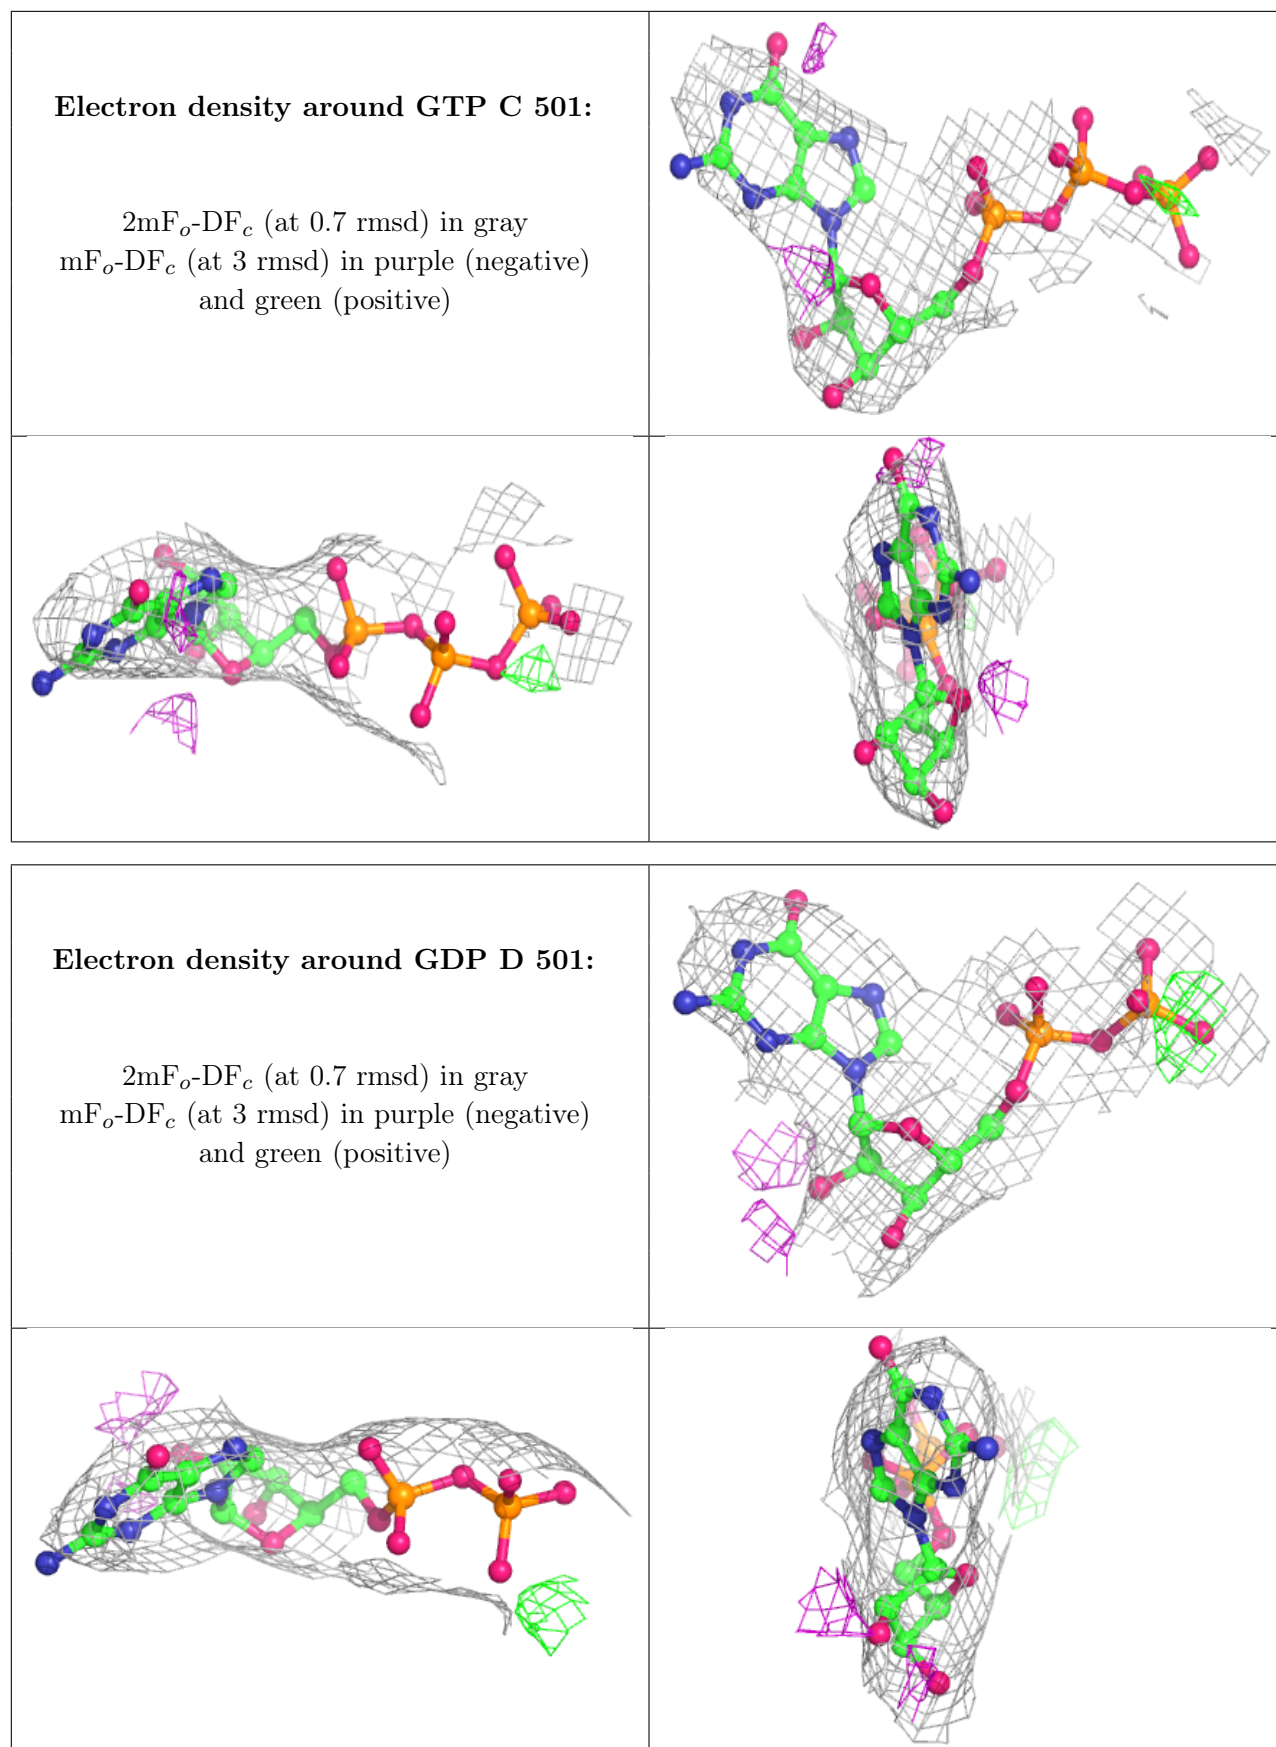 Electron density around GTP C 501:
2mFₒ-DF𝒸 (at 0.7 rmsd) in gray
mFₒ-DF𝒸 (at 3 rmsd) in purple (negative)
and green (positive)
Electron density around GDP D 501:
2mFₒ-DF𝒸 (at 0.7 rmsd) in gray
mFₒ-DF𝒸 (at 3 rmsd) in purple (negative)
and green (positive)